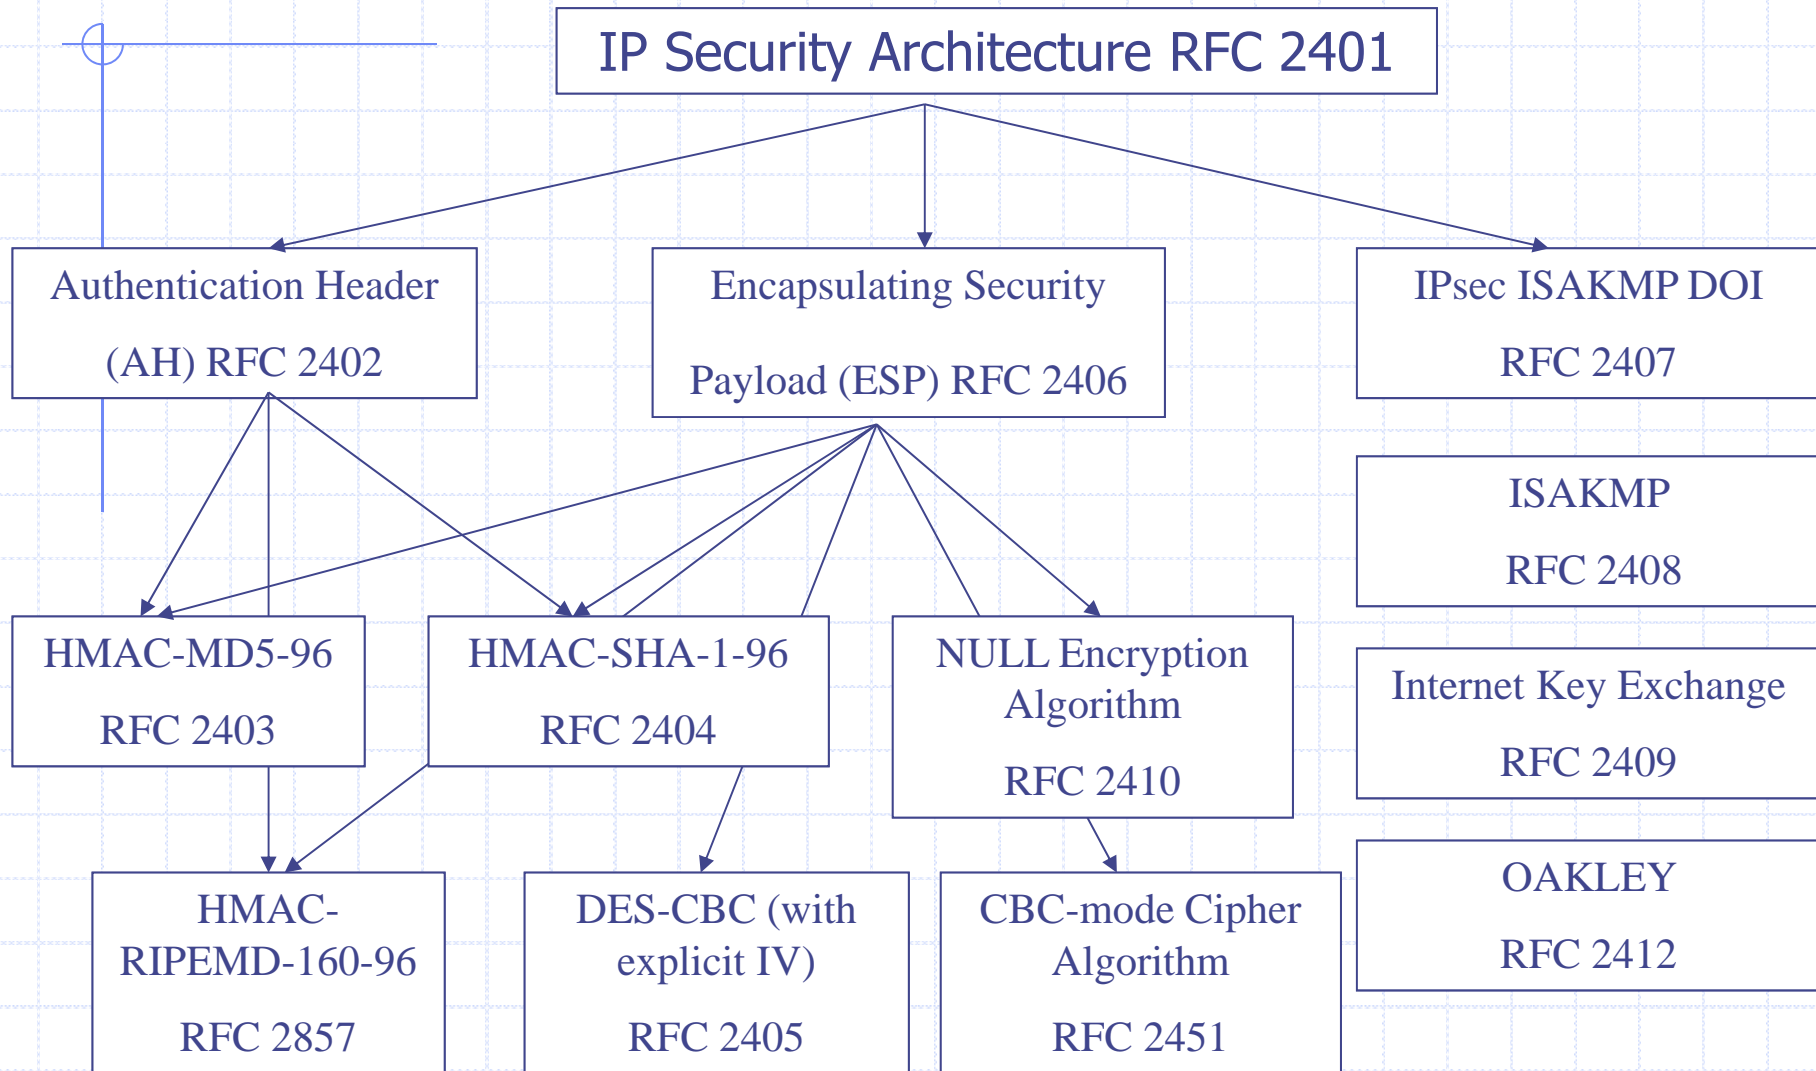 IP Security Architecture RFC 2401
Authentication Header
(AH) RFC 2402
Encapsulating Security
Payload (ESP) RFC 2406
IPsec ISAKMP DOI
RFC 2407
ISAKMP
RFC 2408
HMAC-MD5-96
RFC 2403
HMAC-SHA-1-96
RFC 2404
NULL Encryption
Algorithm
RFC 2410
Internet Key Exchange
RFC 2409
HMAC-
RIPEMD-160-96
RFC 2857
DES-CBC (with
explicit IV)
RFC 2405
CBC-mode Cipher
Algorithm
RFC 2451
OAKLEY
RFC 2412